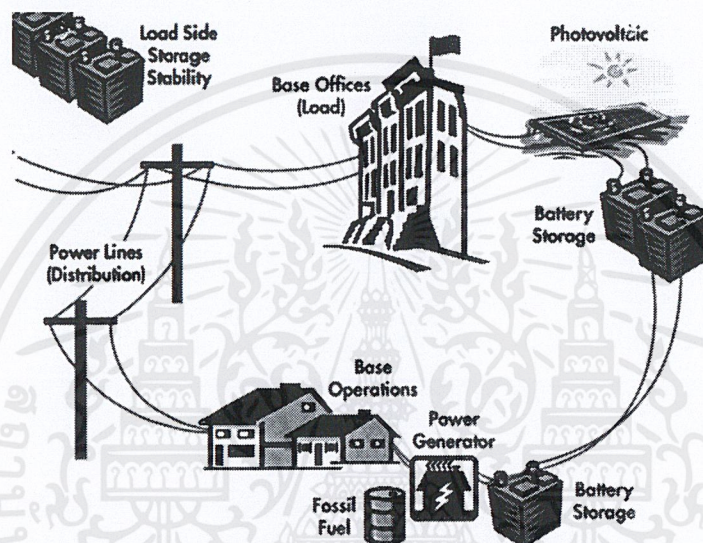 Load Side
Storage
Stability
Photovoltaic
Base Offices
(Load)
Battery
Storage
Power Lines
(Distribution)
Base
Operations
Power
Generator
Fossil
Fuel
Battery
Storage